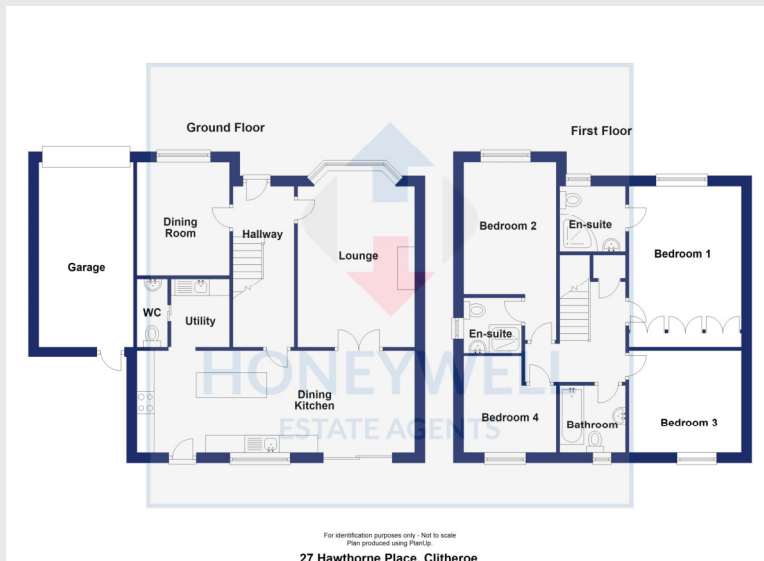 Ground Floor
First Floor
Dining
Room
Hallway
Garage
Lounge
WC
Utility
Dining
Kitchen
Bedroom 2
En-suite
Bedroom 1
En-suite
Bedroom 4
Bathroom
Bedroom 3
HONEYWELL
ESTATE AGENTS
For identification purposes only - Not to scale
Plan produced using PlanUp.
27 Hawthorne Place, Clitheroe